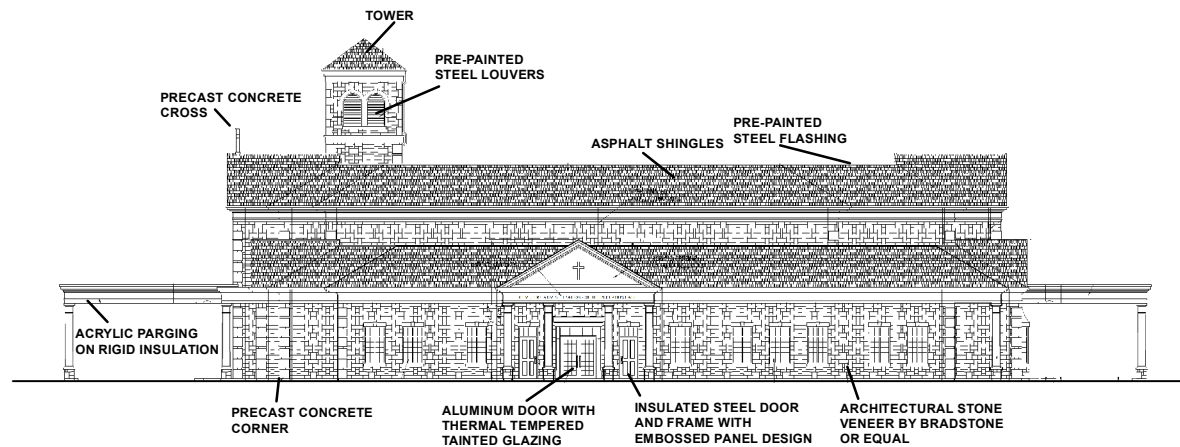 TOWER
PRE-PAINTED
STEEL LOUVERS
PRECAST CONCRETE
CROSS
PRE-PAINTED
STEEL FLASHING
ASPHALT SHINGLES
ACRYLIC PARGING
ON RIGID INSULATION
PRECAST CONCRETE
CORNER
ALUMINUM DOOR WITH
THERMAL TEMPERED
TAINTED GLAZING
INSULATED STEEL DOOR
AND FRAME WITH
EMBOSSED PANEL DESIGN
ARCHITECTURAL STONE
VENEER BY BRADSTONE
OR EQUAL